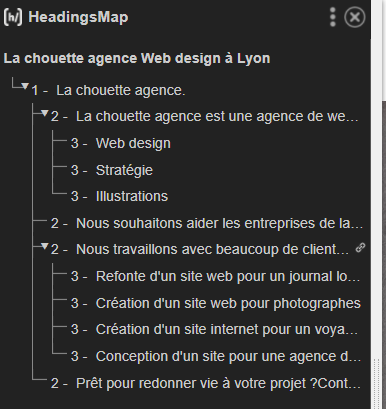 [h/] HeadingsMap
La chouette agence Web design à Lyon
1 - La chouette agence.
2 - La chouette agence est une agence de we...
3 - Web design
3 - Stratégie
3 - Illustrations
2 - Nous souhaitons aider les entreprises de la...
2 - Nous travaillons avec beaucoup de client...
3 - Refonte d'un site web pour un journal lo...
3 - Création d'un site web pour photographes
3 - Création d'un site internet pour un voya...
3 - Conception d'un site pour une agence d...
2 - Prêt pour redonner vie à votre projet ?Cont...